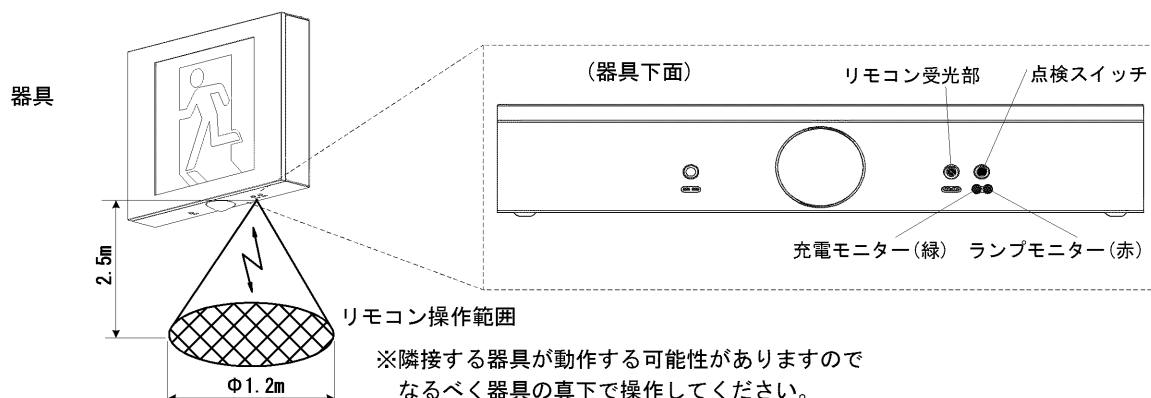 器具
(器具下面)
リモコン受光部
点検スイッチ
充電モニター(緑)
ランプモニター(赤)
2.5m
リモコン操作範囲
※隣接する器具が動作する可能性がありますので
なるべく器具の真下で操作してください。
Φ1.2m